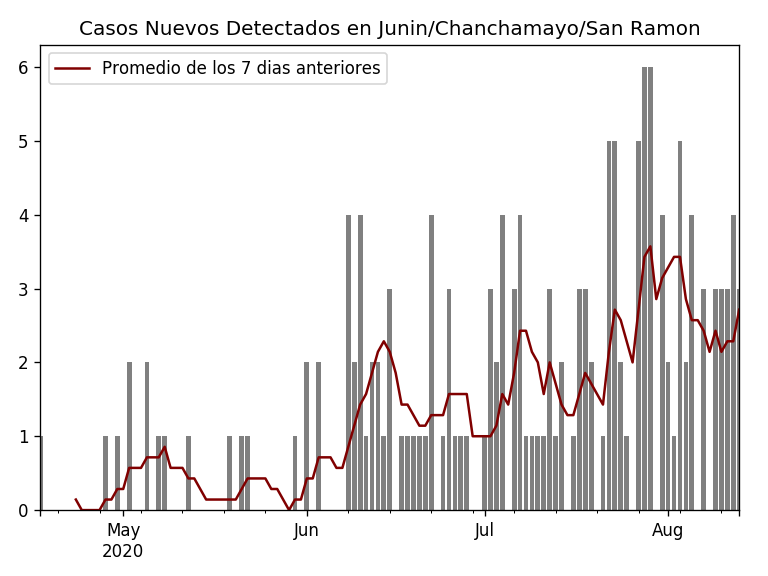 Casos Nuevos Detectados en Junin/Chanchamayo/San Ramon
Promedio de los 7 dias anteriores
6
5
4
3
2
1
0
May
2020
Jun
Jul
Aug